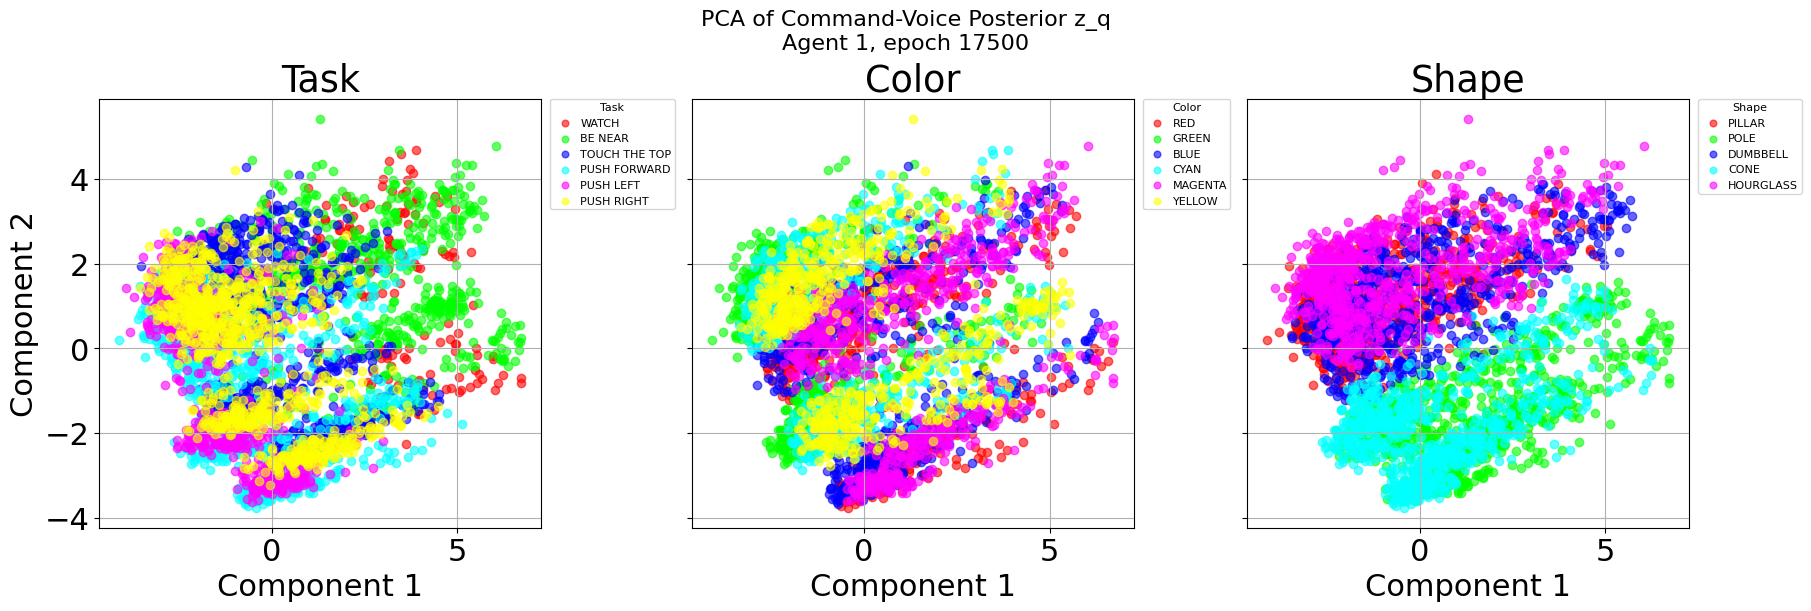 PCA of Command-Voice Posterior z_q
Agent 1, epoch 17500
Task
Component 2
4
2
0
−2
−4
0
5
Component 1
Task
WATCH
BE NEAR
TOUCH THE TOP
PUSH FORWARD
PUSH LEFT
PUSH RIGHT
Color
0
5
Component 1
Color
RED
GREEN
BLUE
CYAN
MAGENTA
YELLOW
Shape
0
5
Component 1
Shape
PILLAR
POLE
DUMBBELL
CONE
HOURGLASS